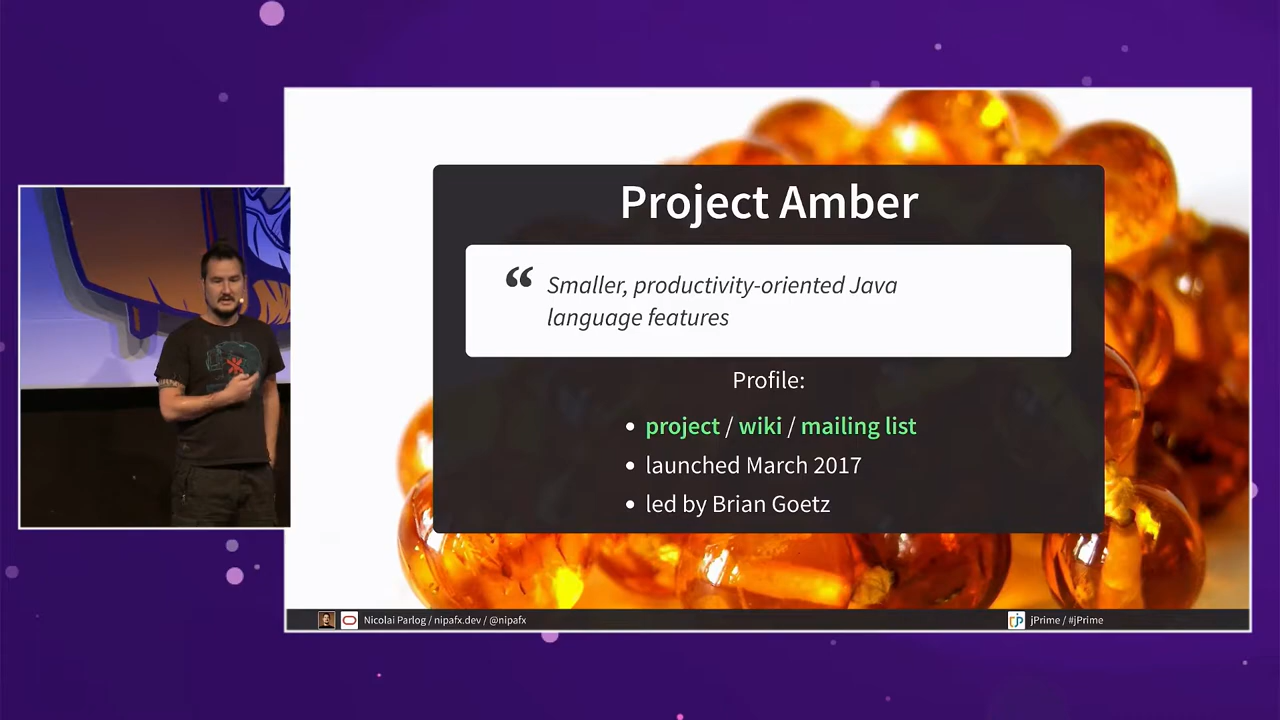 Project Amber
“ Smaller, productivity-oriented Java
language features
Profile:
• project / wiki / mailing list
• launched March 2017
• led by Brian Goetz
Nicolai Parlog / nipafx.dev / @nipafx
jPrime / #jPrime